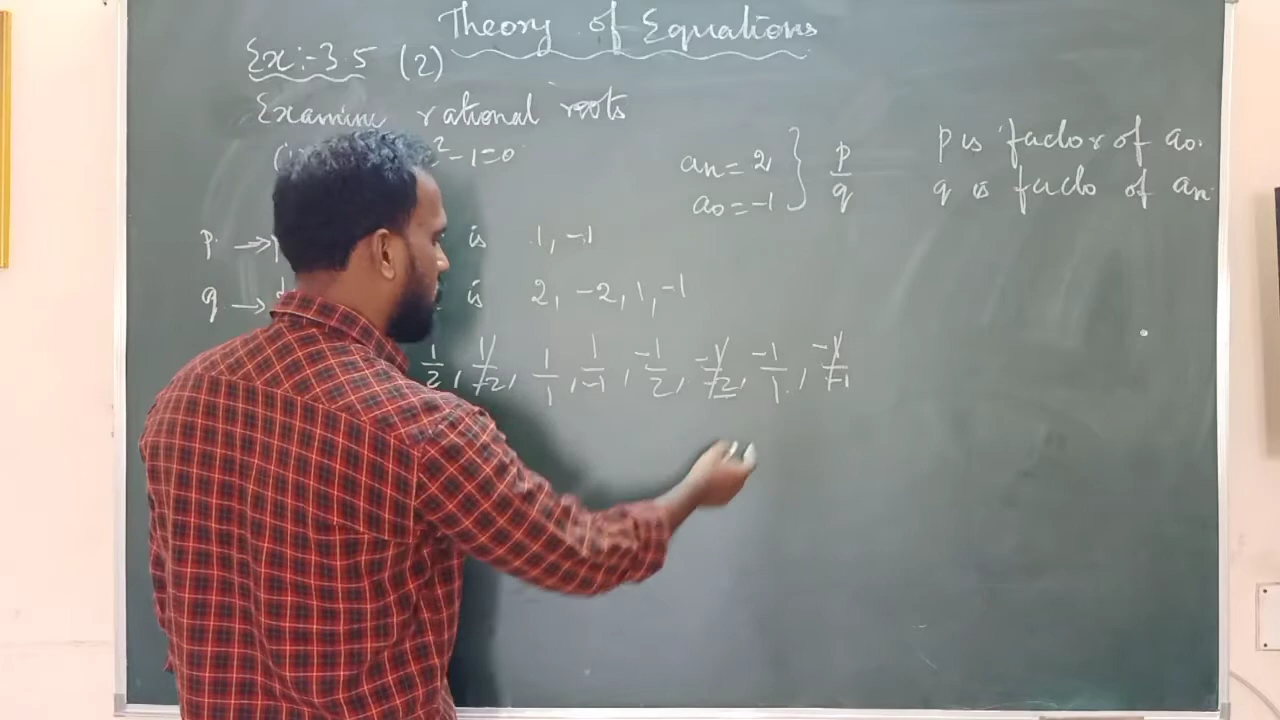 Theory of Equations
Ex:-3.5 (2)
Examine rational roots
(i) ²-1=0
an = 2
a0 = -1
} p/q
p is factor of a0.
q is facto of an.
p → is 1, -1
q → is 2, -2, 1, -1
1/2, 1/-2, 1/1, 1/-1, -1/2, -1/-2, -1/1, -1/-1